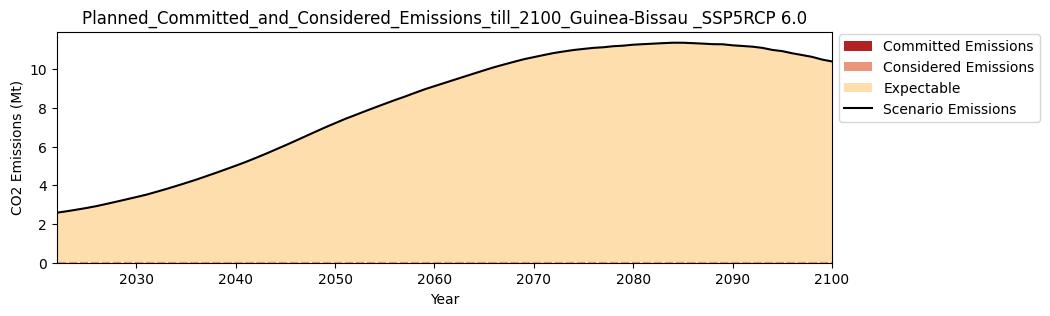 Planned_Committed_and_Considered_Emissions_till_2100_Guinea-Bissau _SSP5RCP 6.0
CO2 Emissions (Mt)
10
8
6
4
2
0
2030 2040 2050 2060 2070 2080 2090 2100
Year
Committed Emissions
Considered Emissions
Expectable
Scenario Emissions